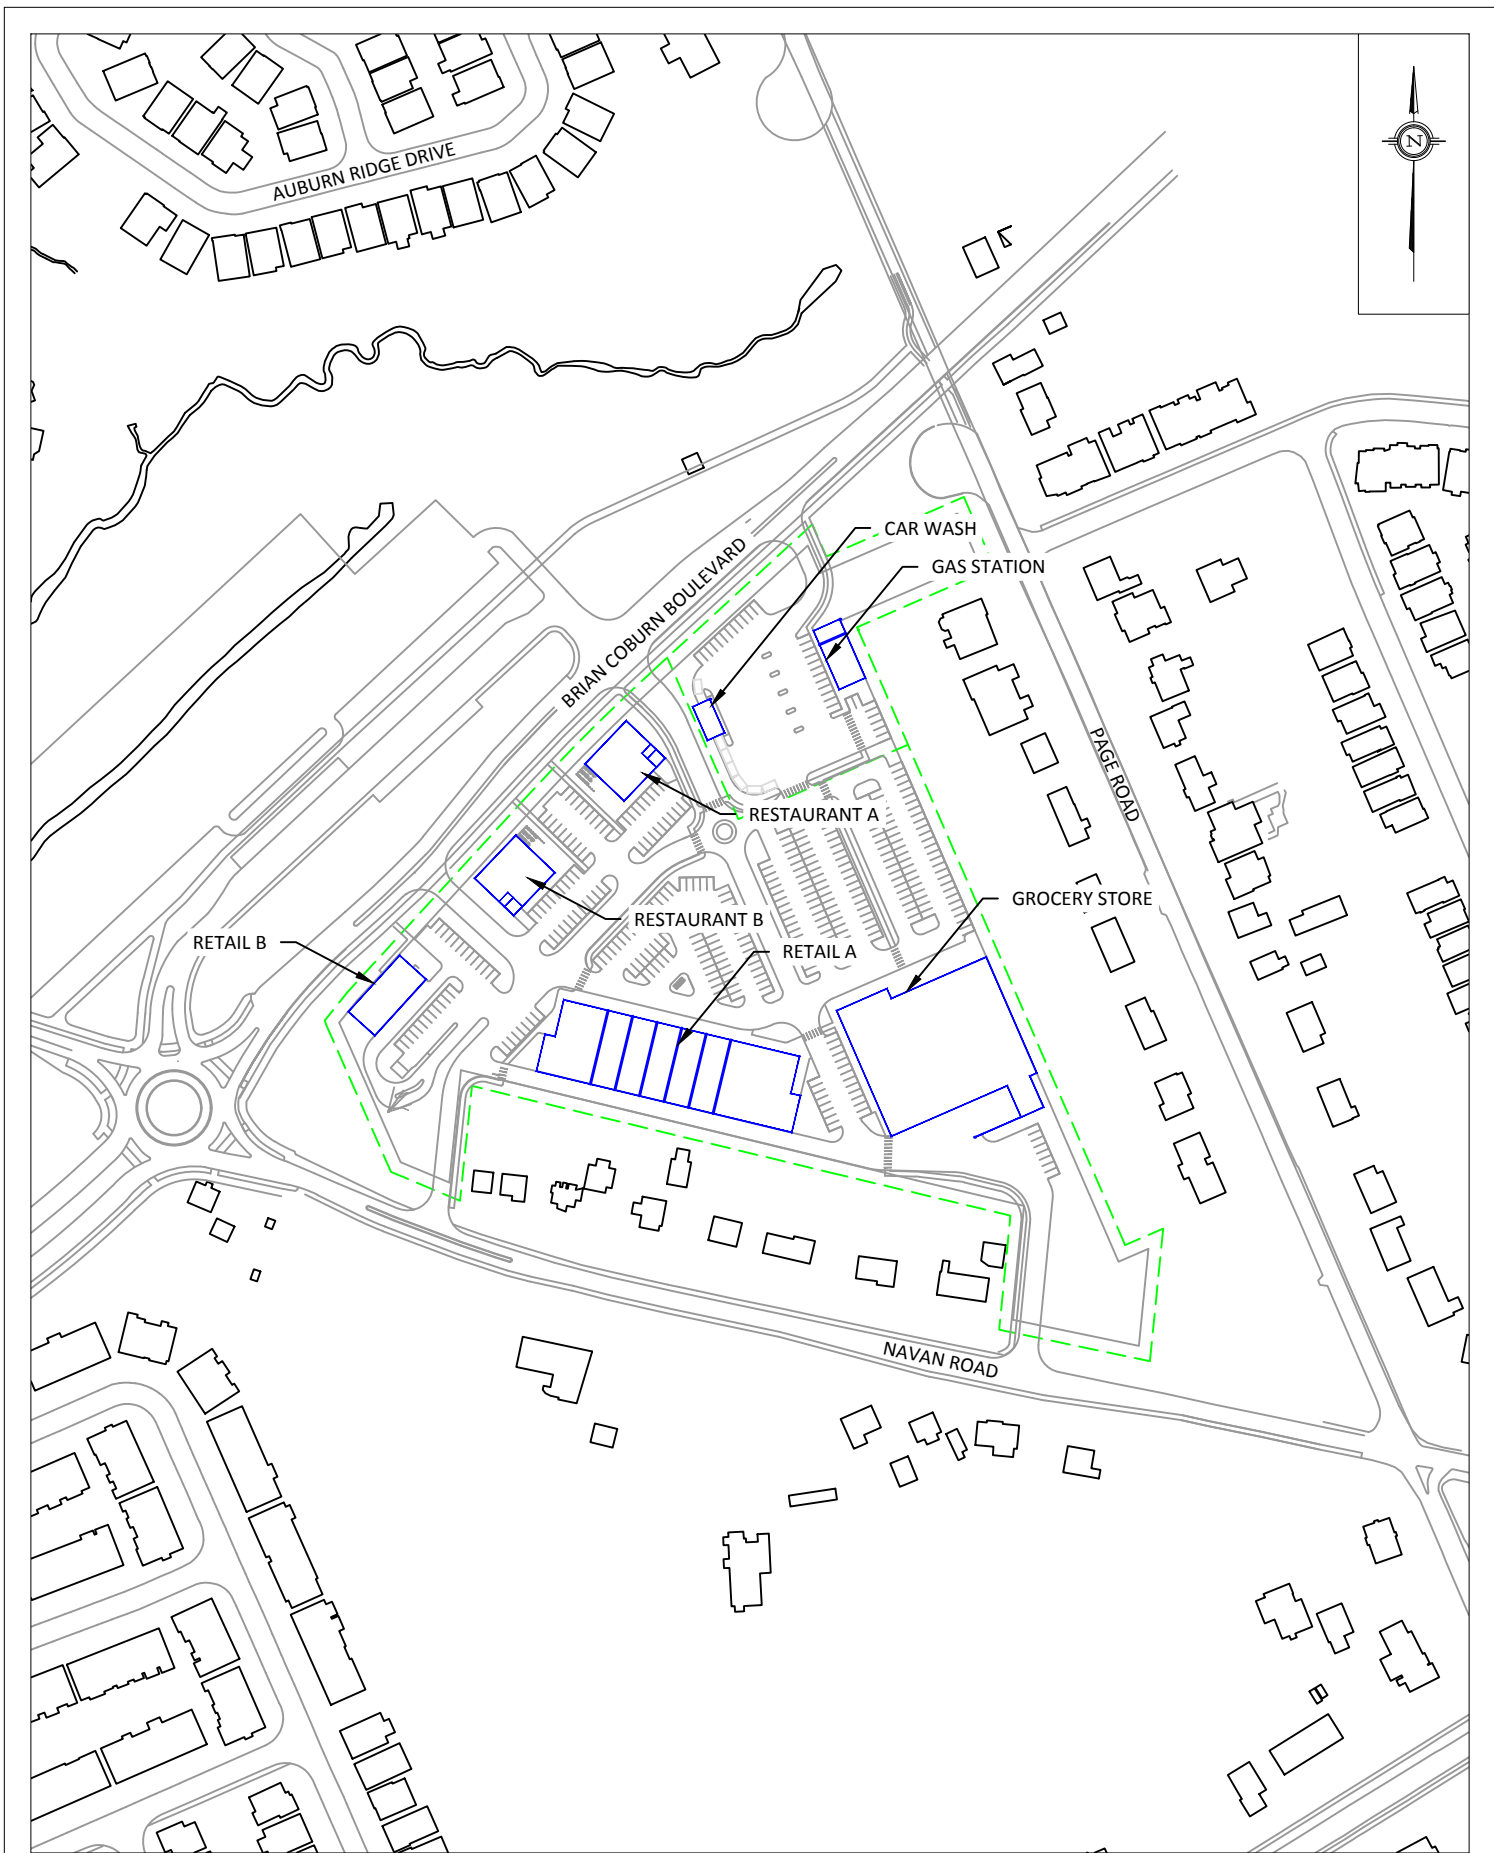 N
AUBURN RIDGE DRIVE
CAR WASH
GAS STATION
BRIAN COBURN BOULEVARD
PAGE ROAD
RESTAURANT A
GROCERY STORE
RESTAURANT B
RETAIL B
RETAIL A
NAVAN ROAD